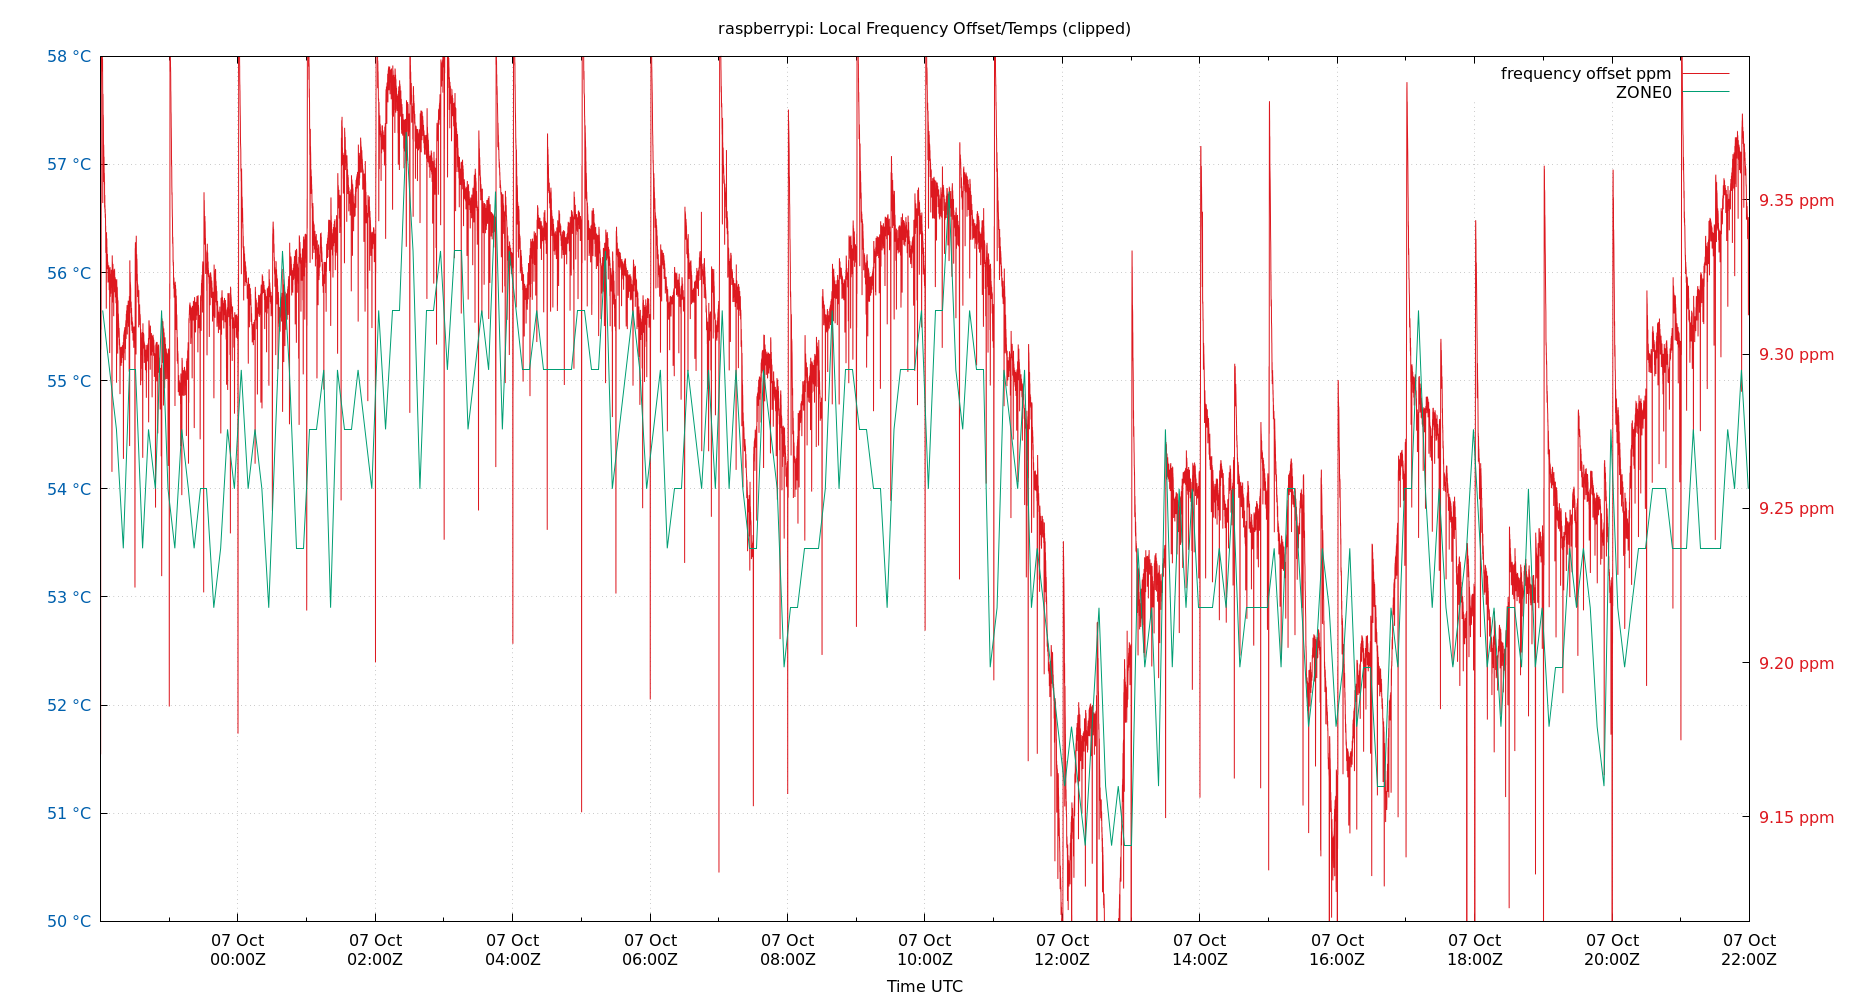 raspberrypi: Local Frequency Offset/Temps (clipped)
58 °C
57 °C
56 °C
55 °C
54 °C
53 °C
52 °C
51 °C
50 °C
frequency offset ppm
ZONE0
9.35 ppm
9.30 ppm
9.25 ppm
9.20 ppm
9.15 ppm
07 Oct 07 Oct 07 Oct 07 Oct 07 Oct 07 Oct 07 Oct 07 Oct 07 Oct 07 Oct 07 Oct 07 Oct
00:00Z 02:00Z 04:00Z 06:00Z 08:00Z 10:00Z 12:00Z 14:00Z 16:00Z 18:00Z 20:00Z 22:00Z
Time UTC